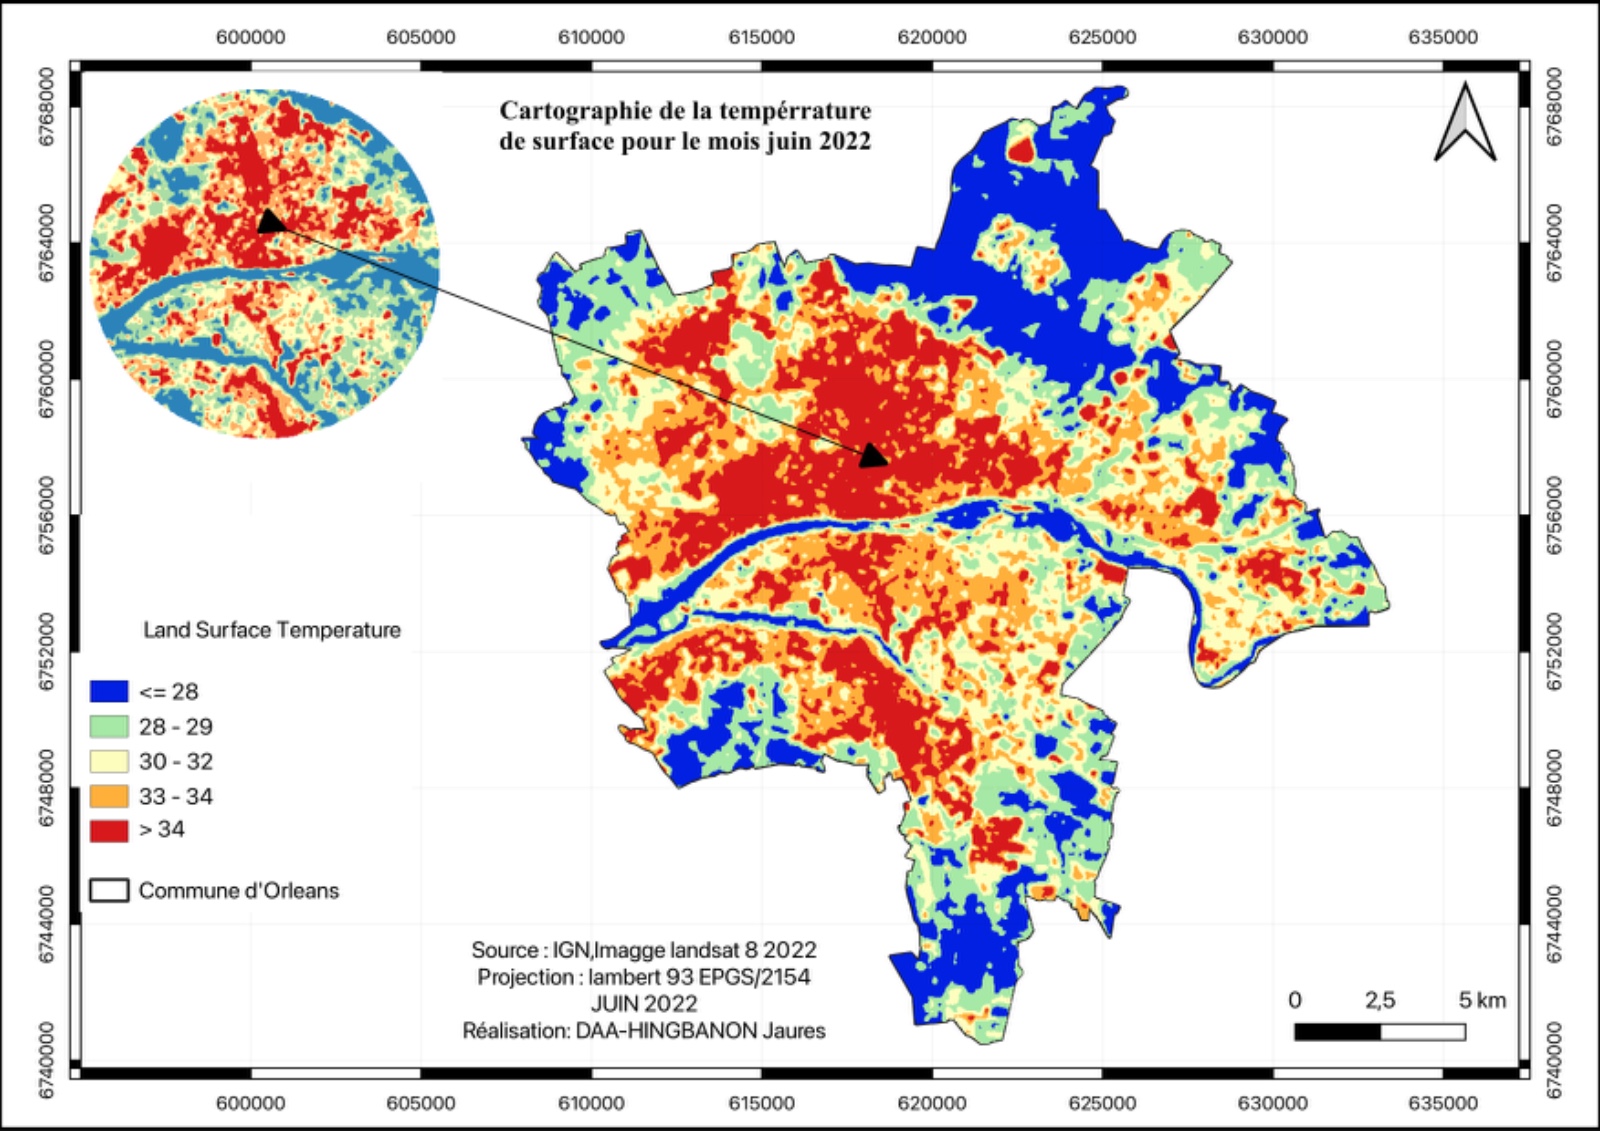 600000 605000 610000 615000 620000 625000 630000 635000
6768000 6764000 6760000 6756000 6752000 6748000 6744000 6740000
Cartographie de la tempérrature
de surface pour le mois juin 2022
Land Surface Temperature
<= 28
28 - 29
30 - 32
33 - 34
> 34
Commune d'Orleans
Source : IGN,Imagge landsat 8 2022
Projection : lambert 93 EPGS/2154
JUIN 2022
Réalisation: DAA-HINGBANON Jaures
0 2,5 5 km
6768000 6764000 6760000 6756000 6752000 6748000 6744000 6740000
600000 605000 610000 615000 620000 625000 630000 635000